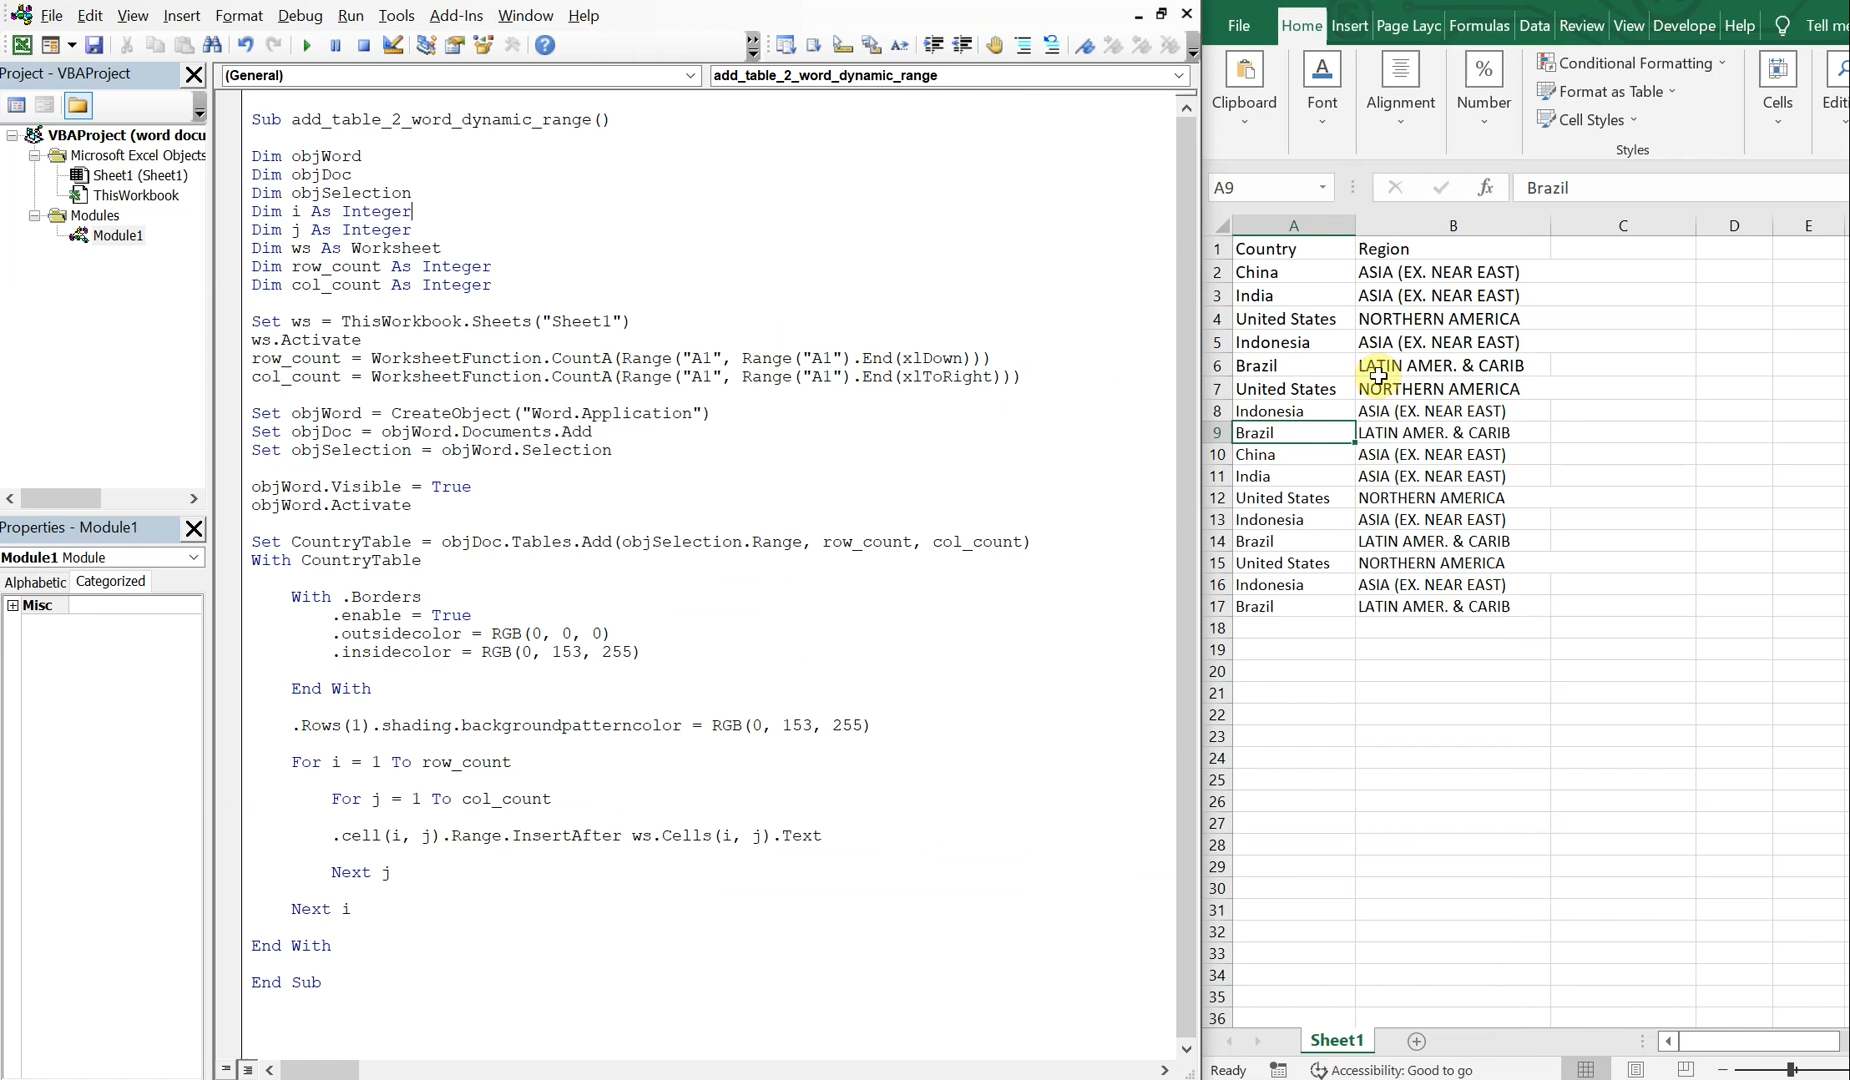 File Edit View Insert Format Debug Run Tools Add-Ins Window Help
Project - VBAProject
VBAProject (word docu
Microsoft Excel Objects
Sheet1 (Sheet1)
ThisWorkbook
Modules
Module1
Properties - Module1
Module1 Module
Alphabetic Categorized
Misc
(General)
add_table_2_word_dynamic_range
Sub add_table_2_word_dynamic_range()
Dim objWord
Dim objDoc
Dim objSelection
Dim i As Integer
Dim j As Integer
Dim ws As Worksheet
Dim row_count As Integer
Dim col_count As Integer
Set ws = ThisWorkbook.Sheets("Sheet1")
ws.Activate
row_count = WorksheetFunction.CountA(Range("A1", Range("A1").End(xlDown)))
col_count = WorksheetFunction.CountA(Range("A1", Range("A1").End(xlToRight)))
Set objWord = CreateObject("Word.Application")
Set objDoc = objWord.Documents.Add
Set objSelection = objWord.Selection
objWord.Visible = True
objWord.Activate
Set CountryTable = objDoc.Tables.Add(objSelection.Range, row_count, col_count)
With CountryTable
With .Borders
.enable = True
.outsidecolor = RGB(0, 0, 0)
.insidecolor = RGB(0, 153, 255)
End With
.Rows(1).shading.backgroundpatterncolor = RGB(0, 153, 255)
For i = 1 To row_count
For j = 1 To col_count
.cell(i, j).Range.InsertAfter ws.Cells(i, j).Text
Next j
Next i
End With
End Sub
File Home Insert Page Layc Formulas Data Review View Develope Help Tell me
Clipboard
Font
Alignment
%
Number
Conditional Formatting
Format as Table
Cell Styles
Styles
Cells
Editi
A9 fx Brazil
A B C D E
1 Country Region
2 China ASIA (EX. NEAR EAST)
3 India ASIA (EX. NEAR EAST)
4 United States NORTHERN AMERICA
5 Indonesia ASIA (EX. NEAR EAST)
6 Brazil LATIN AMER. & CARIB
7 United States NORTHERN AMERICA
8 Indonesia ASIA (EX. NEAR EAST)
9 Brazil LATIN AMER. & CARIB
10 China ASIA (EX. NEAR EAST)
11 India ASIA (EX. NEAR EAST)
12 United States NORTHERN AMERICA
13 Indonesia ASIA (EX. NEAR EAST)
14 Brazil LATIN AMER. & CARIB
15 United States NORTHERN AMERICA
16 Indonesia ASIA (EX. NEAR EAST)
17 Brazil LATIN AMER. & CARIB
18
19
20
21
22
23
24
25
26
27
28
29
30
31
32
33
34
35
36
Sheet1
Ready Accessibility: Good to go